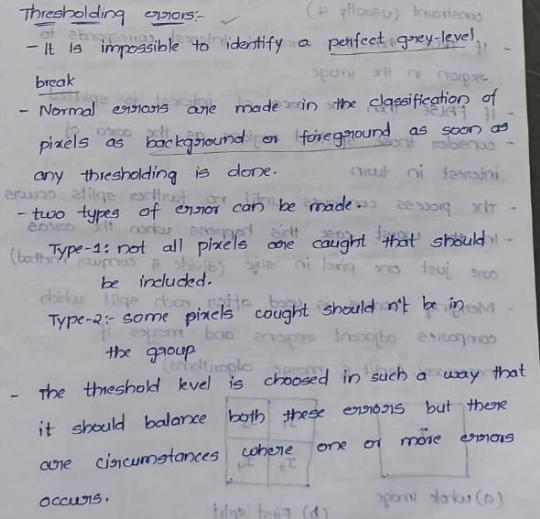 Thresholding errors:-
- It is impossible to identify a perfect grey-level
break
- Normal errors are made in the classification of
pixels as background or foreground as soon as
any thresholding is done.
- two types of error can be made.
Type-1: not all pixels are caught that should
be included.
Type-2:- some pixels caught should n't be in
the group
- the threshold level is choosed in such a way that
it should balance both these errors but there
are circumstances where one or more errors
occurs.